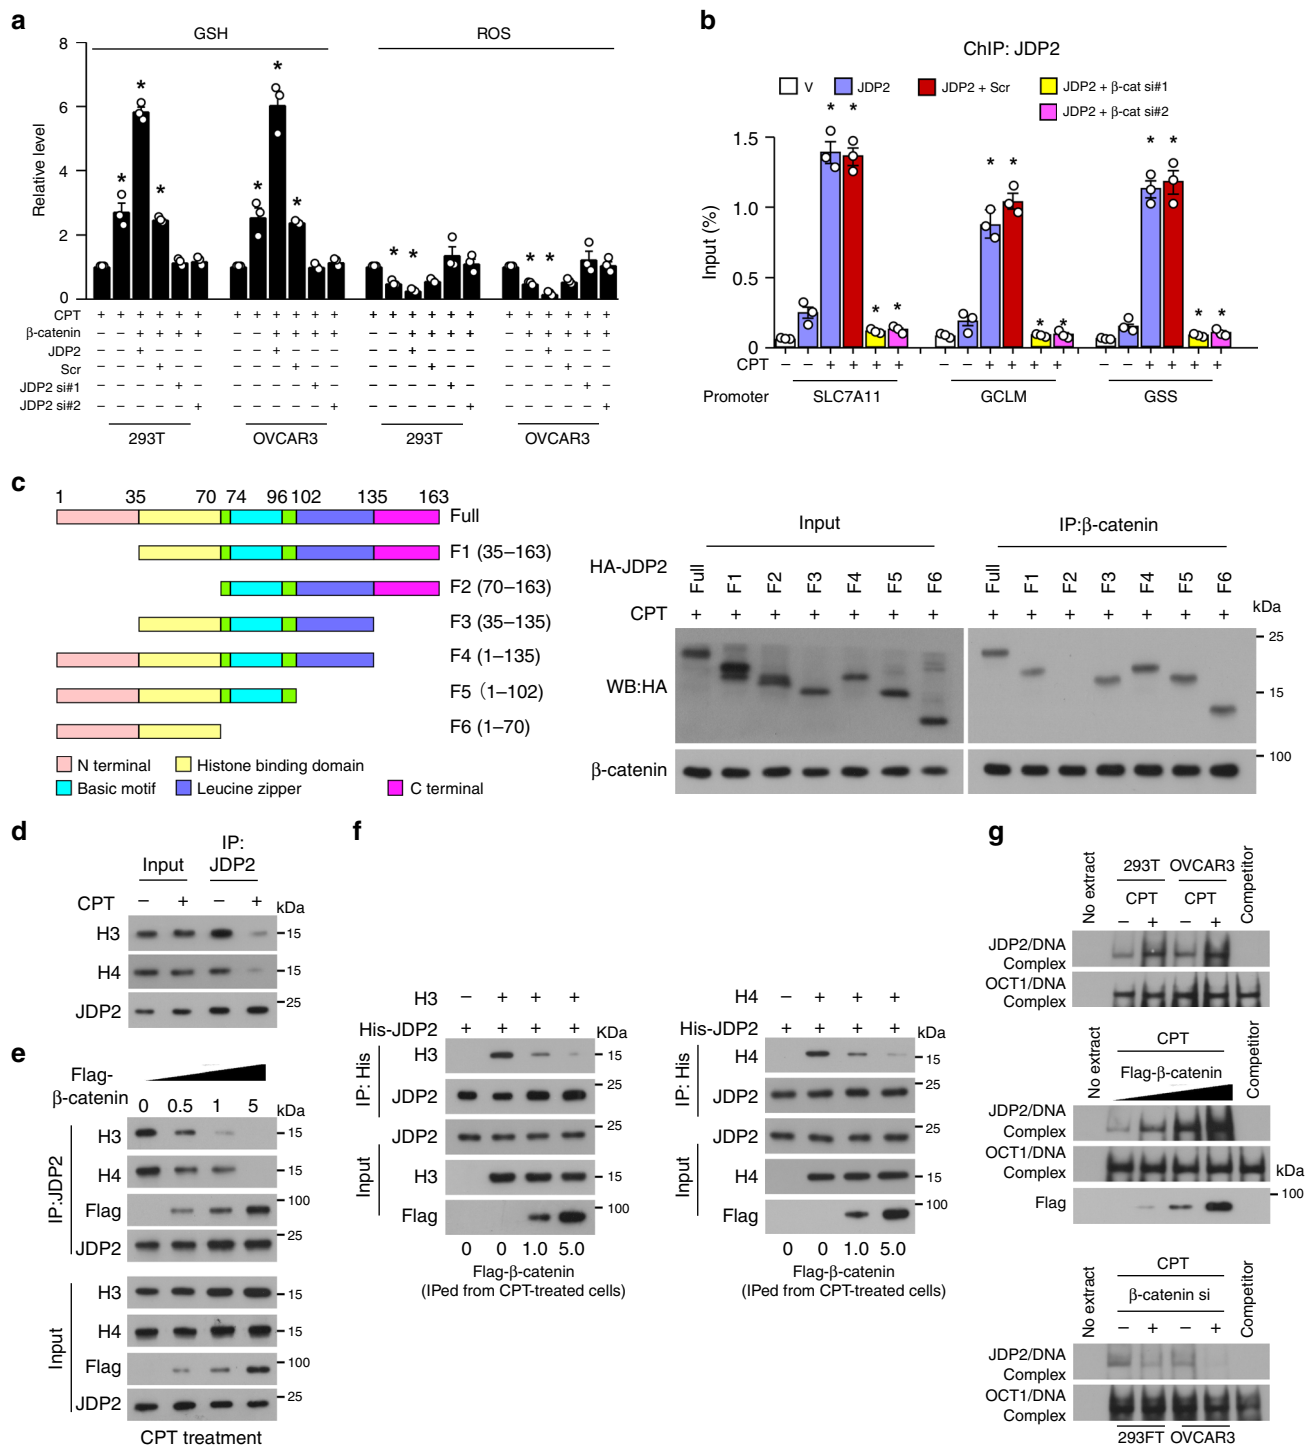 a
GSH ROS
Relative level
8
6
4
2
0
CPT + + + + + + + + + + + + + + + + + + + + + + + +
β-catenin – + + + + + – + + + + + – + + + + + – + + + + +
JDP2 – – + – – – – – + – – – – – + – – – – – + – – –
Scr – – – + – – – – – + – – – – – + – – – – – + – –
JDP2 si#1 – – – – + – – – – – + – – – – – + – – – – – + –
JDP2 si#2 – – – – – + – – – – – + – – – – – + – – – – – +
293T OVCAR3 293T OVCAR3
b
ChIP: JDP2
V JDP2 JDP2 + Scr JDP2 + β-cat si#1
JDP2 + β-cat si#2
Input (%)
1.5
1.0
0.5
0
CPT – – + + + + – – + + + + – – + + + +
Promoter SLC7A11 GCLM GSS
c
1 35 70 74 96 102 135 163
Full
F1 (35–163)
F2 (70–163)
F3 (35–135)
F4 (1–135)
F5 (1–102)
F6 (1–70)
N terminal Histone binding domain
Basic motif Leucine zipper C terminal
Input IP:β-catenin
HA-JDP2 Full F1 F2 F3 F4 F5 F6 Full F1 F2 F3 F4 F5 F6
CPT + + + + + + + + + + + + + + kDa
25
WB:HA
15
β-catenin 100
d
Input IP: JDP2
CPT – + – + kDa
H3 15
H4 15
JDP2 25
e
Flag-
β-catenin 0 0.5 1 5 kDa
IP:JDP2
H3 15
H4 15
Flag 100
JDP2 25
Input
H3 15
H4 15
Flag 100
JDP2 25
CPT treatment
f
H3 – + + +
His-JDP2 + + + + KDa
IP: His
H3 15
JDP2 25
Input
JDP2 25
H3 15
Flag 100
0 0 1.0 5.0
Flag-β-catenin
(IPed from CPT-treated cells)
H4 – + + +
His-JDP2 + + + + kDa
IP: His
H4 15
JDP2 25
Input
JDP2 25
H4 15
Flag 100
0 0 1.0 5.0
Flag-β-catenin
(IPed from CPT-treated cells)
g
No extract 293T OVCAR3 Competitor
CPT CPT
– + – +
JDP2/DNA
Complex
OCT1/DNA
Complex
No extract CPT Competitor
Flag-β-catenin
JDP2/DNA
Complex
OCT1/DNA
Complex
kDa
Flag 100
No extract CPT Competitor
β-catenin si
– + – +
JDP2/DNA
Complex
OCT1/DNA
Complex
293FT OVCAR3